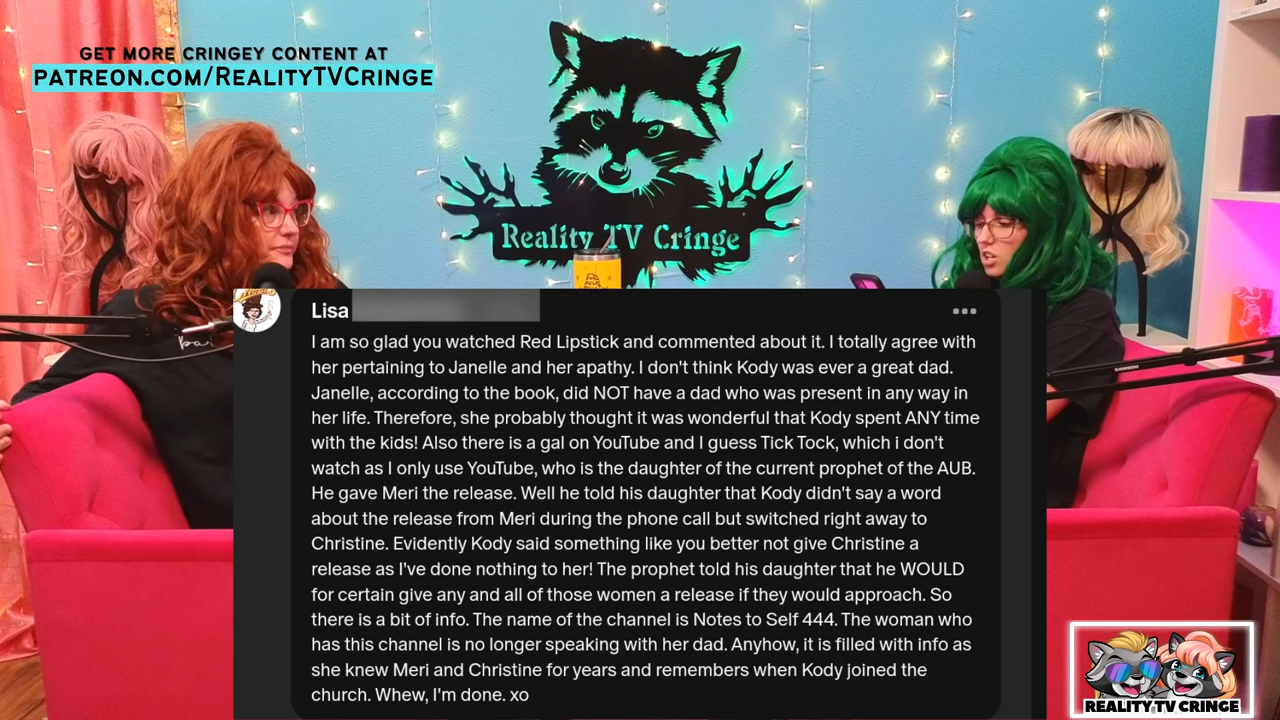 GET MORE CRINGEY CONTENT AT
PATREON.COM/REALITYTVCRINGE
Reality TV Cringe
Lisa
I am so glad you watched Red Lipstick and commented about it. I totally agree with
her pertaining to Janelle and her apathy. I don't think Kody was ever a great dad.
Janelle, according to the book, did NOT have a dad who was present in any way in
her life. Therefore, she probably thought it was wonderful that Kody spent ANY time
with the kids! Also there is a gal on YouTube and I guess Tick Tock, which i don't
watch as I only use YouTube, who is the daughter of the current prophet of the AUB.
He gave Meri the release. Well he told his daughter that Kody didn't say a word
about the release from Meri during the phone call but switched right away to
Christine. Evidently Kody said something like you better not give Christine a
release as I've done nothing to her! The prophet told his daughter that he WOULD
for certain give any and all of those women a release if they would approach. So
there is a bit of info. The name of the channel is Notes to Self 444. The woman who
has this channel is no longer speaking with her dad. Anyhow, it is filled with info as
she knew Meri and Christine for years and remembers when Kody joined the
church. Whew, I'm done. xo
REALITY TV CRINGE